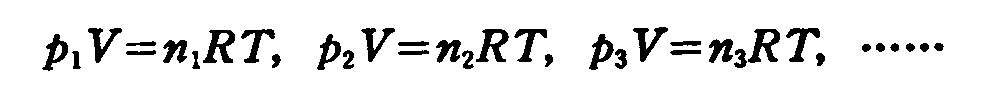 p₁V=n₁RT, p₂V=n₂RT, p₃V=n₃RT, ……